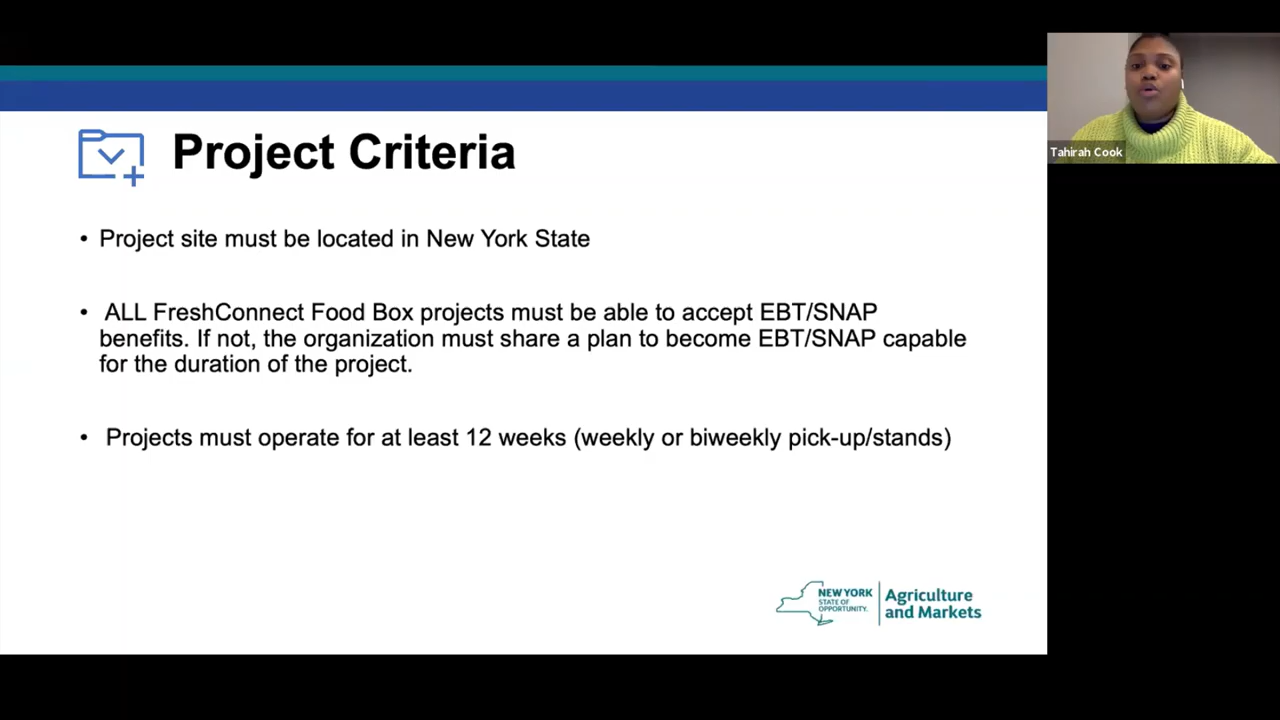 Project Criteria
Tahirah Cook
• Project site must be located in New York State
• ALL FreshConnect Food Box projects must be able to accept EBT/SNAP
benefits. If not, the organization must share a plan to become EBT/SNAP capable
for the duration of the project.
• Projects must operate for at least 12 weeks (weekly or biweekly pick-up/stands)
NEW YORK
STATE OF
OPPORTUNITY.
Agriculture
and Markets